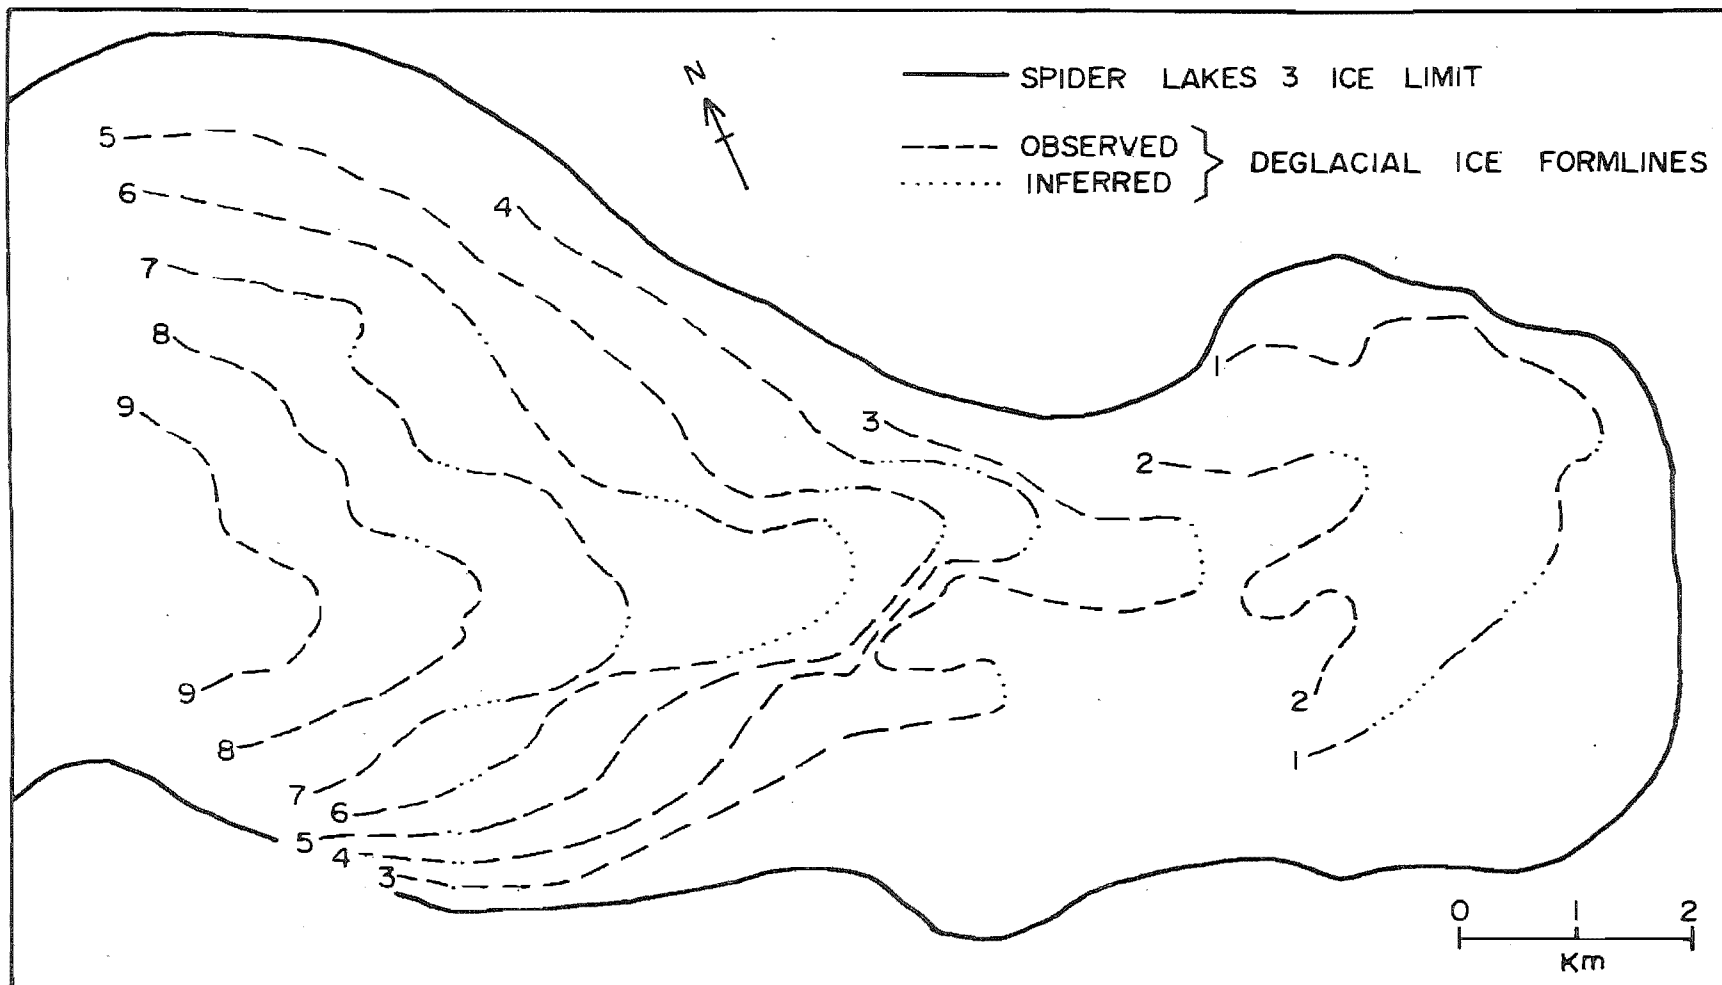 N
SPIDER LAKES 3 ICE LIMIT
OBSERVED
INFERRED
DEGLACIAL ICE FORMLINES
5
6
4
7
8
9
3
1
2
9
8
7
6
5
4
3
2
1
0 1 2
Km